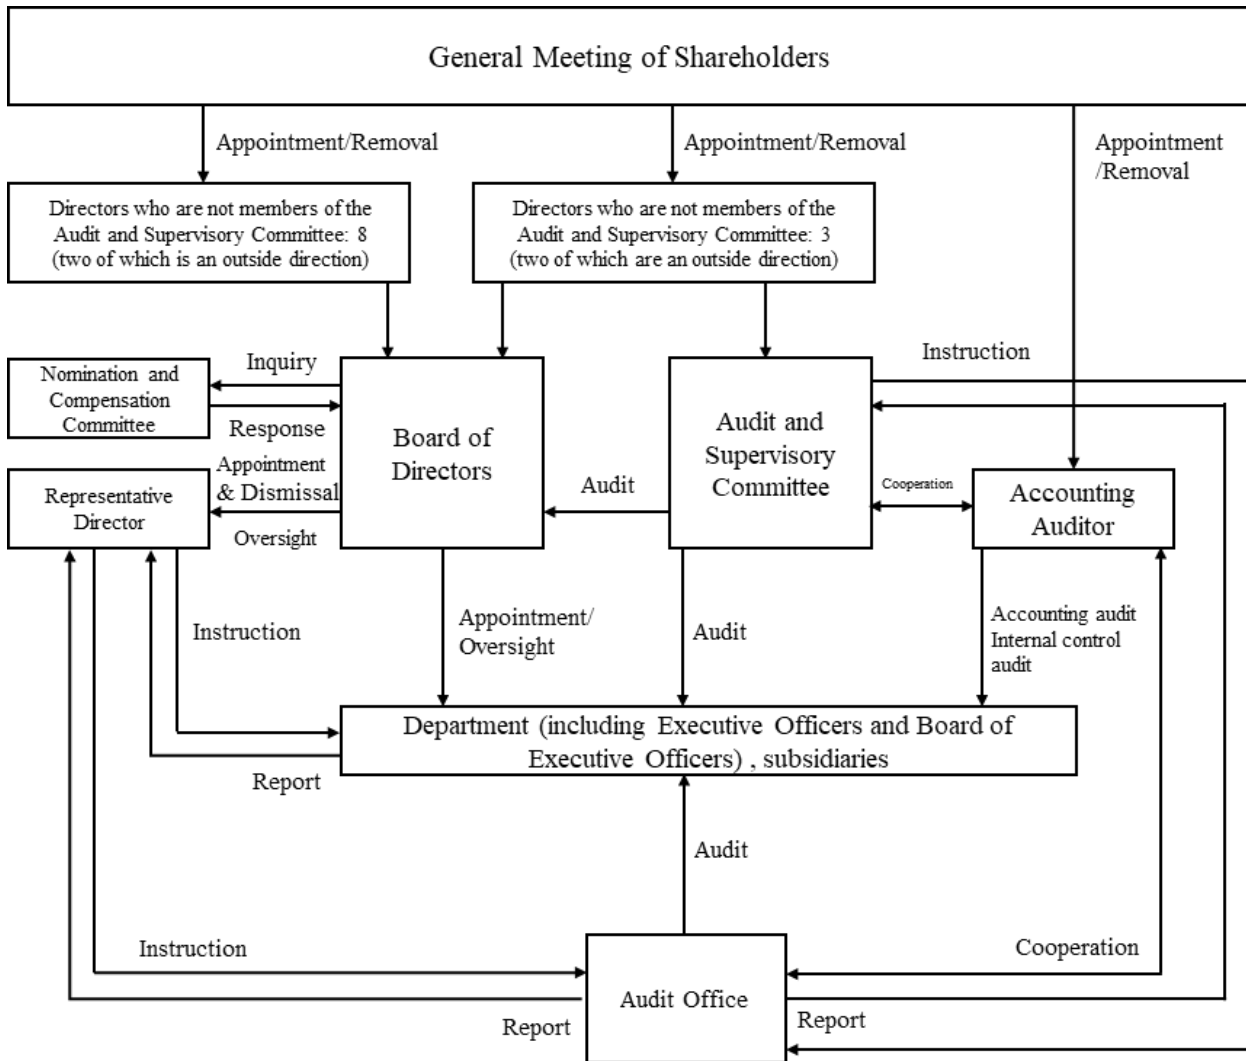 General Meeting of Shareholders
Appointment/Removal
Appointment/Removal
Appointment
/Removal
Directors who are not members of the
Audit and Supervisory Committee: 8
(two of which is an outside direction)
Directors who are not members of the
Audit and Supervisory Committee: 3
(two of which are an outside direction)
Nomination and
Compensation
Committee
Inquiry
Response
Board of
Directors
Audit and
Supervisory
Committee
Instruction
Representative
Director
Appointment
& Dismissal
Oversight
Audit
Cooperation
Accounting
Auditor
Instruction
Appointment/
Oversight
Audit
Accounting audit
Internal control
audit
Department (including Executive Officers and Board of
Executive Officers) , subsidiaries
Report
Audit
Instruction
Cooperation
Audit Office
Report
Report